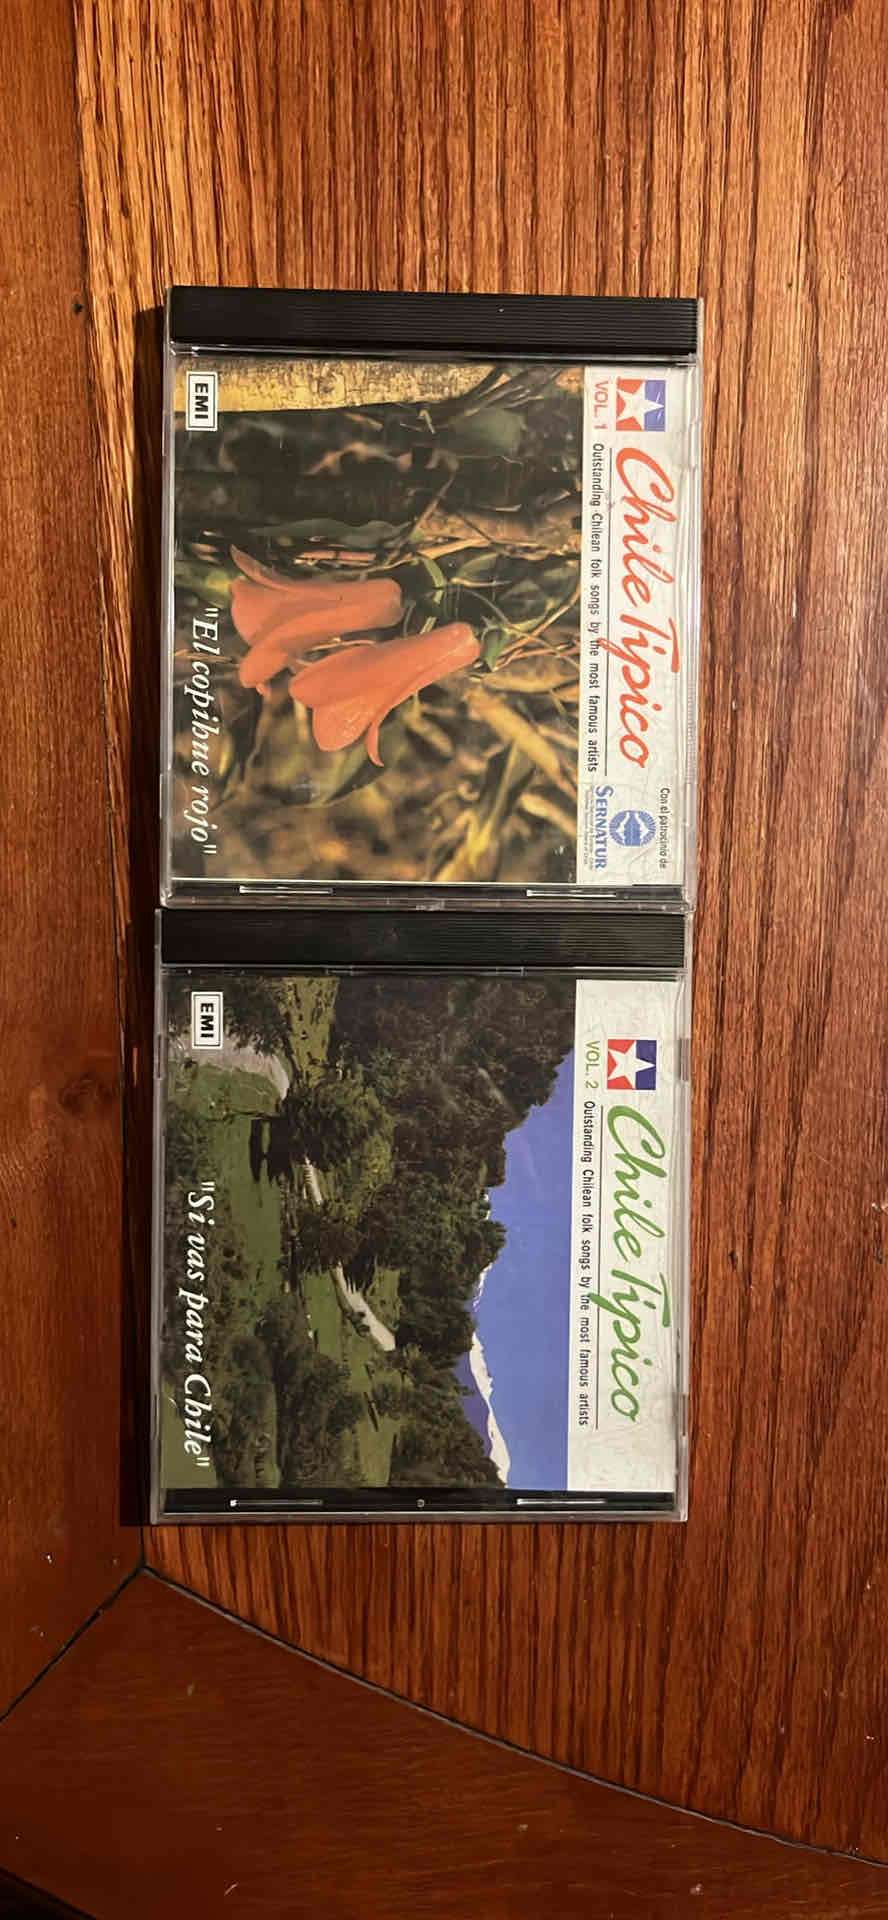 Chile Típico
Con el patrocinio de
VOL. 1
Outstanding Chilean folk songs by the most famous artists
SERNATUR
EMI
"El copihue rojo"
Chile Típico
VOL. 2
Outstanding Chilean folk songs by the most famous artists
EMI
"Si vas para Chile"